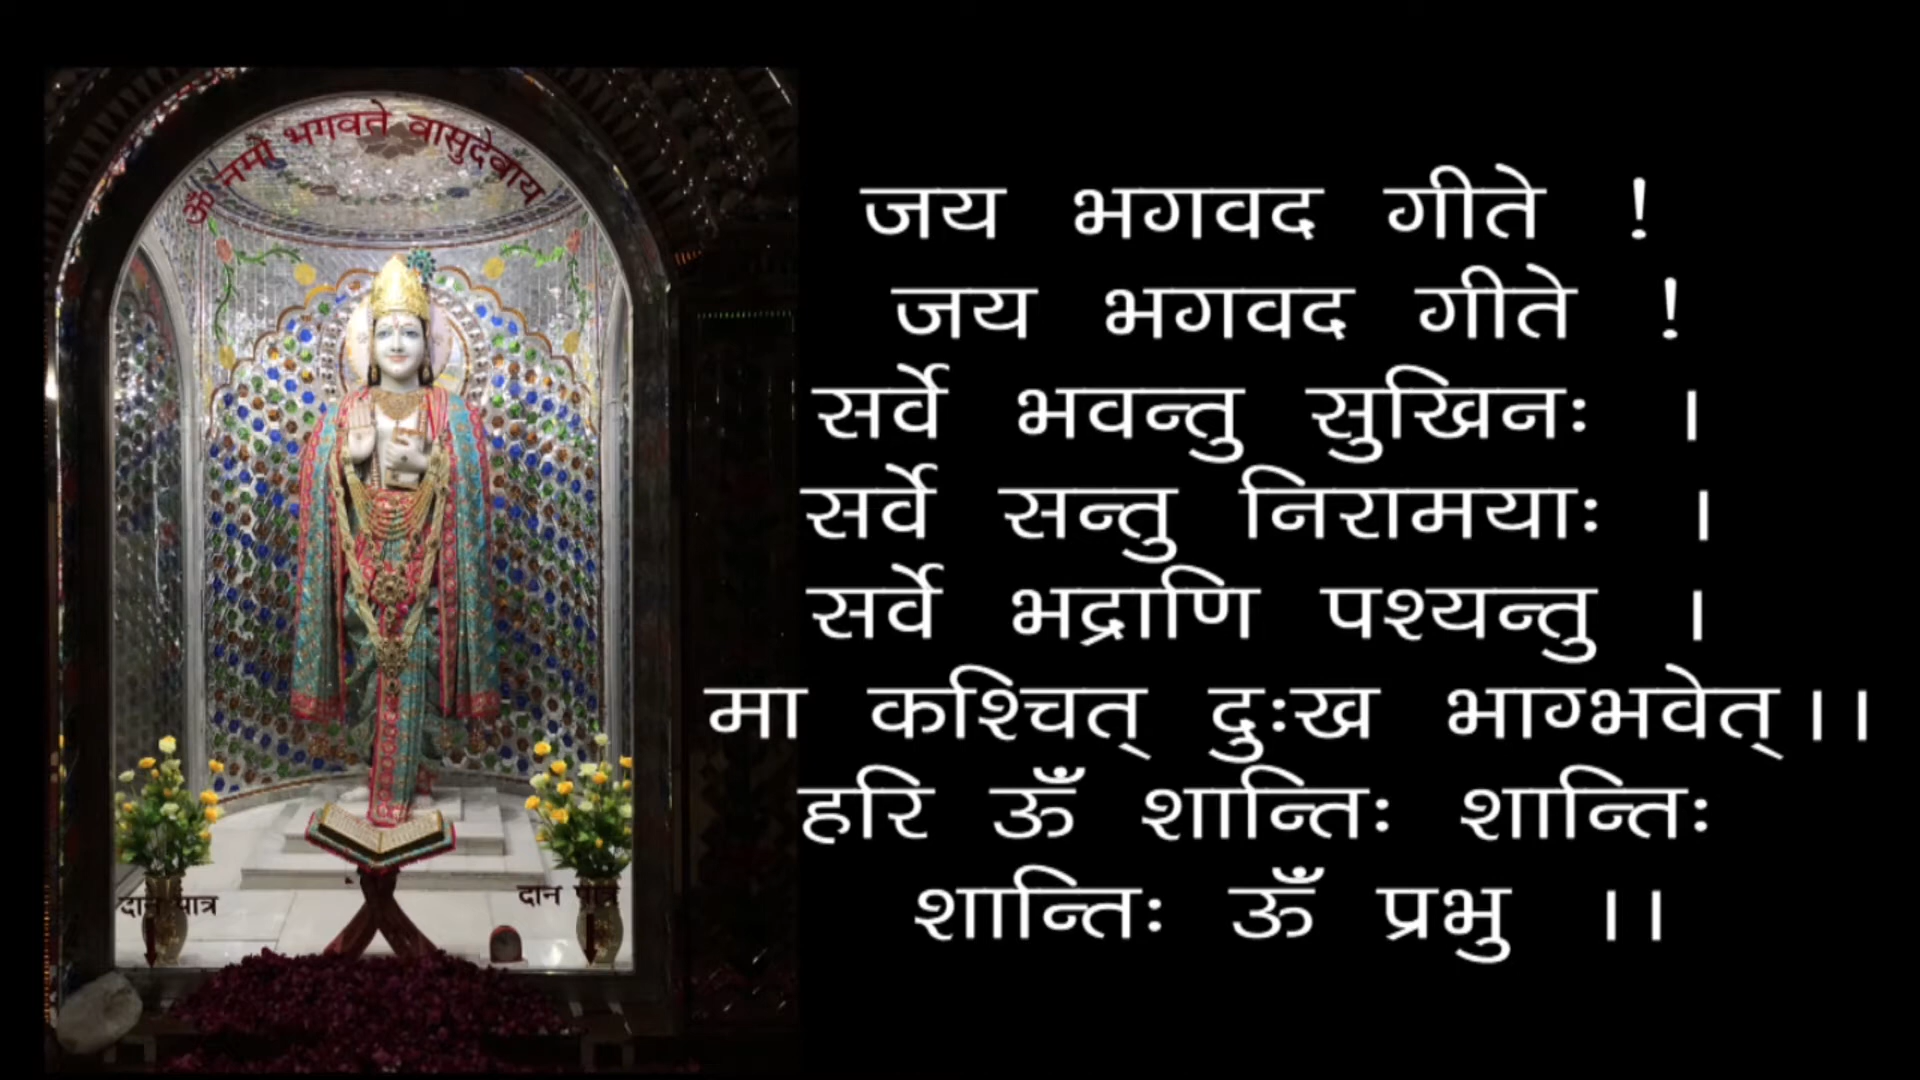 ॐ नमो भगवते वासुदेवाय
दान पात्र
दान पात्र
जय भगवद गीते !
जय भगवद गीते !
सर्वे भवन्तु सुखिनः ।
सर्वे सन्तु निरामयाः ।
सर्वे भद्राणि पश्यन्तु ।
मा कश्चित् दुःख भाग्भवेत्।।
हरि ऊँ शान्तिः शान्तिः
शान्तिः ऊँ प्रभु ।।